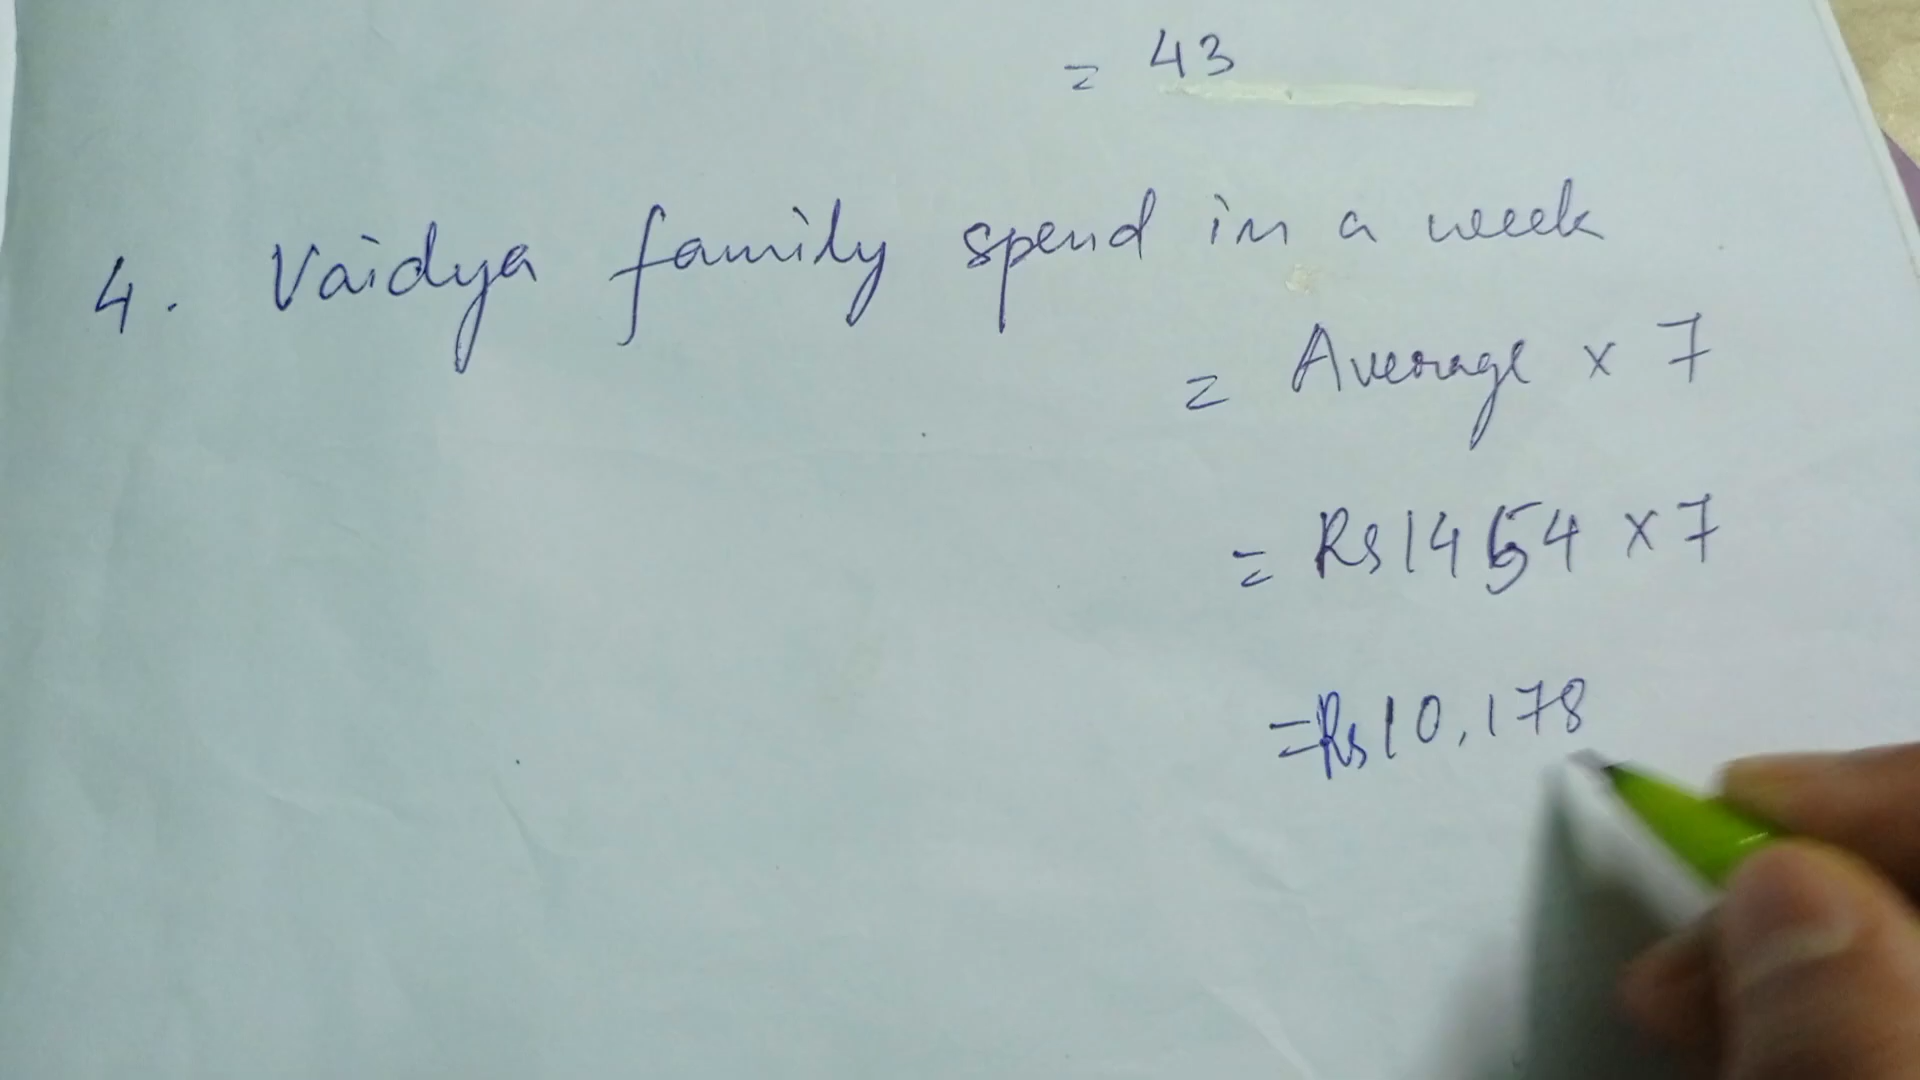 = 43
4. Vaidya family spend in a week
= Average x 7
= Rs 1454 x 7
= Rs 10,178